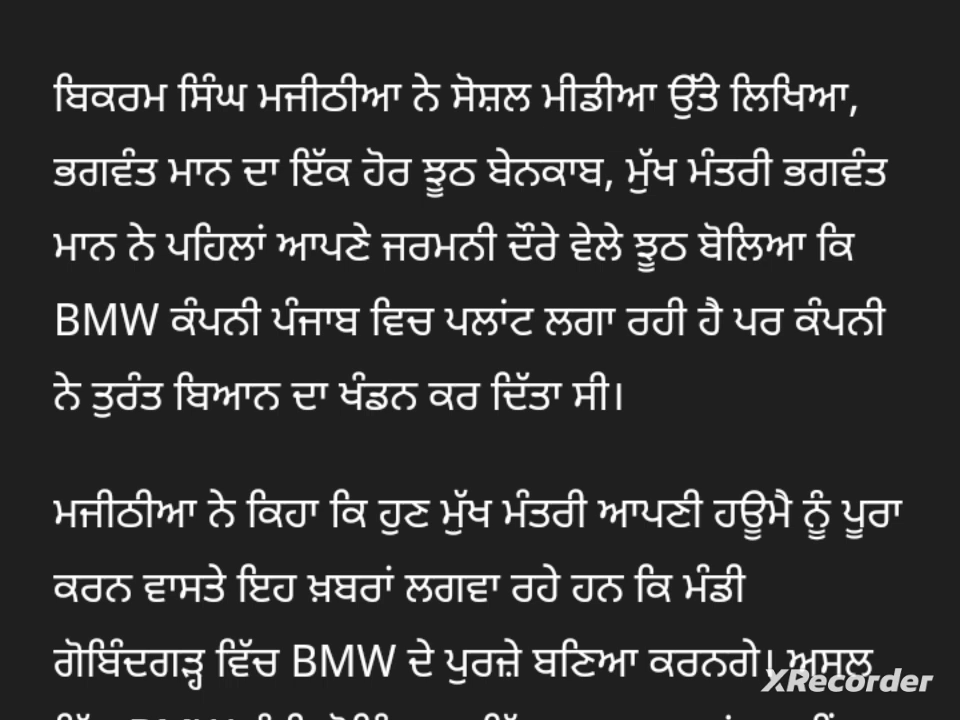 ਬਿਕਰਮ ਸਿੰਘ ਮਜੀਠੀਆ ਨੇ ਸੋਸ਼ਲ ਮੀਡੀਆ ਉੱਤੇ ਲਿਖਿਆ,
ਭਗਵੰਤ ਮਾਨ ਦਾ ਇੱਕ ਹੋਰ ਝੂਠ ਬੇਨਕਾਬ, ਮੁੱਖ ਮੰਤਰੀ ਭਗਵੰਤ
ਮਾਨ ਨੇ ਪਹਿਲਾਂ ਆਪਣੇ ਜਰਮਨੀ ਦੌਰੇ ਵੇਲੇ ਝੂਠ ਬੋਲਿਆ ਕਿ
BMW ਕੰਪਨੀ ਪੰਜਾਬ ਵਿਚ ਪਲਾਂਟ ਲਗਾ ਰਹੀ ਹੈ ਪਰ ਕੰਪਨੀ
ਨੇ ਤੁਰੰਤ ਬਿਆਨ ਦਾ ਖੰਡਨ ਕਰ ਦਿੱਤਾ ਸੀ।
ਮਜੀਠੀਆ ਨੇ ਕਿਹਾ ਕਿ ਹੁਣ ਮੁੱਖ ਮੰਤਰੀ ਆਪਣੀ ਹਊਮੈ ਨੂੰ ਪੂਰਾ
ਕਰਨ ਵਾਸਤੇ ਇਹ ਖ਼ਬਰਾਂ ਲਗਵਾ ਰਹੇ ਹਨ ਕਿ ਮੰਡੀ
ਗੋਬਿੰਦਗੜ੍ਹ ਵਿੱਚ BMW ਦੇ ਪੁਰਜ਼ੇ ਬਣਿਆ ਕਰਨਗੇ। ਅਸਲ
XRecorder